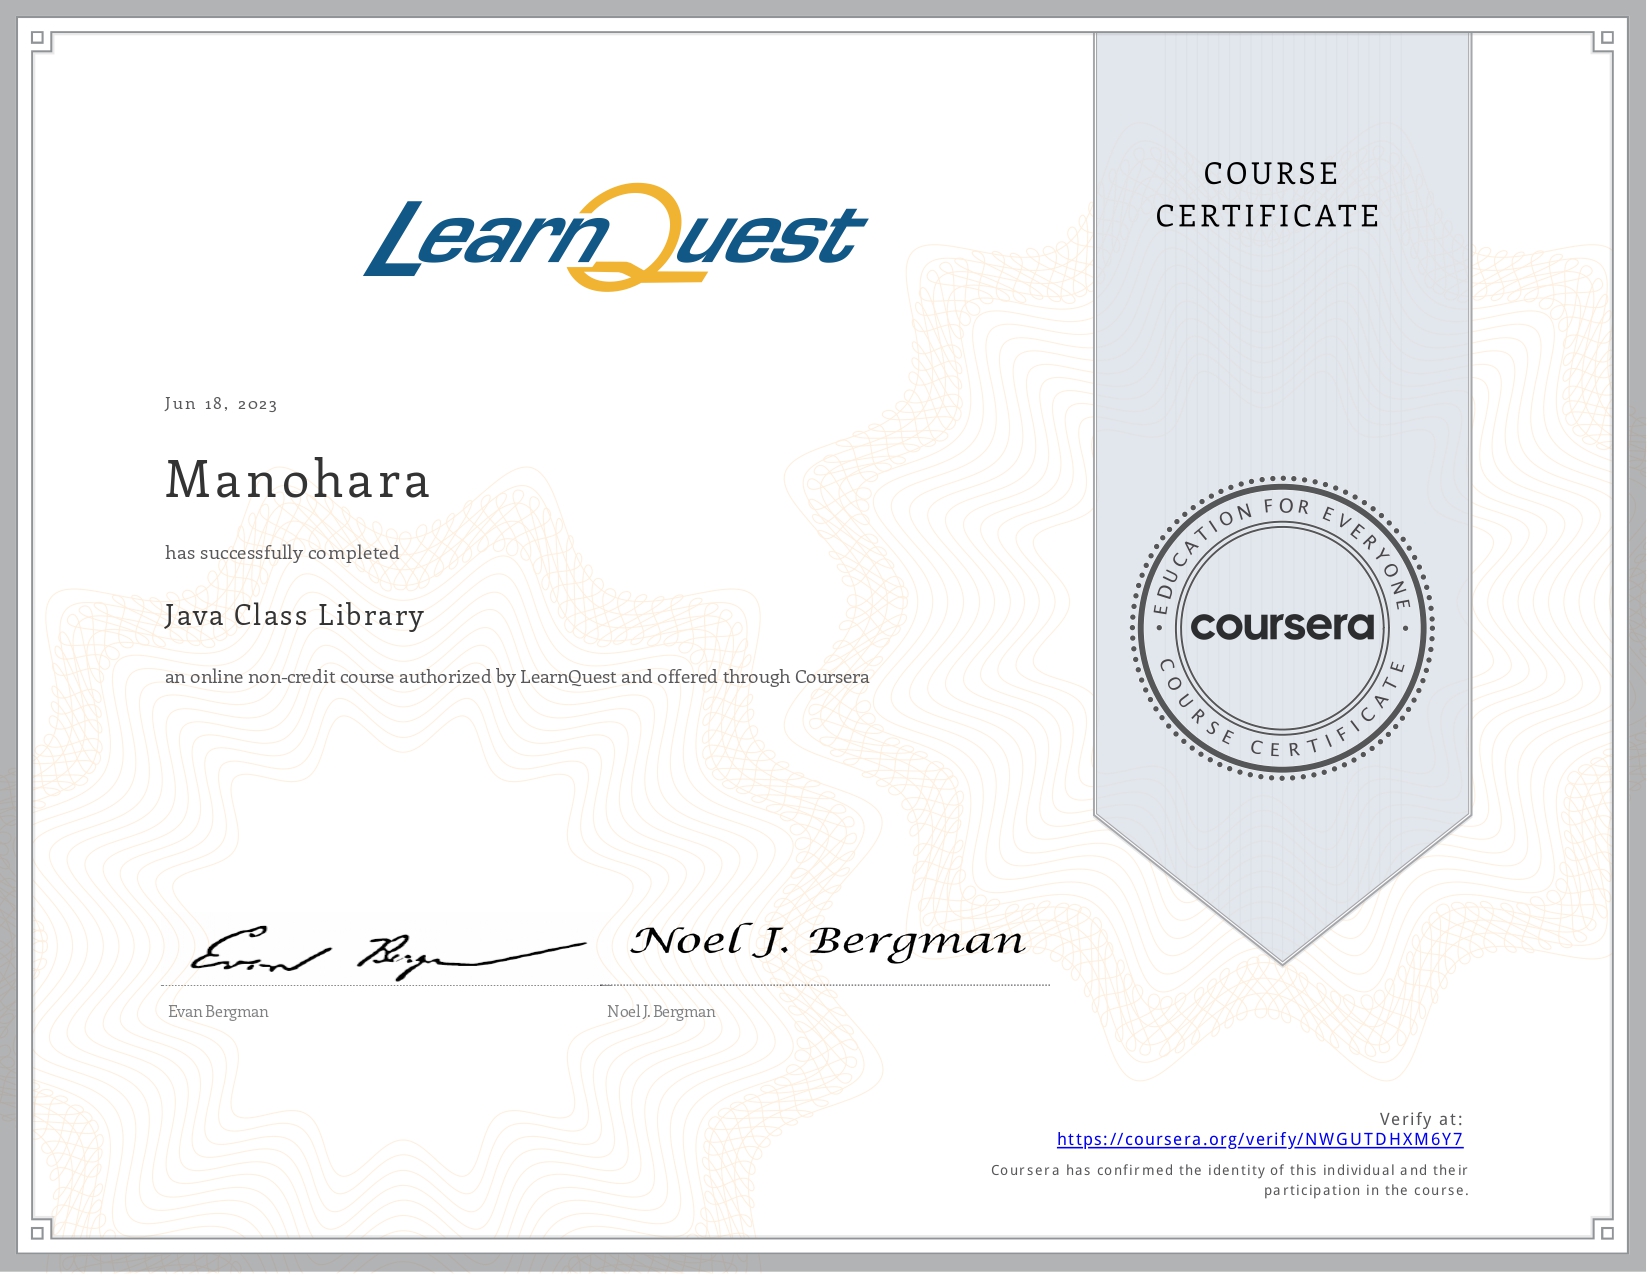 LearnQuest
COURSE
CERTIFICATE
Jun 18, 2023
Manohara
has successfully completed
Java Class Library
an online non-credit course authorized by LearnQuest and offered through Coursera
EDUCATION FOR EVERYONE
coursera
COURSE CERTIFICATE
Evan Bergman
Noel J. Bergman
Evan Bergman
Noel J. Bergman
Verify at:
https://coursera.org/verify/NWGUTDHXM6Y7
Coursera has confirmed the identity of this individual and their
participation in the course.